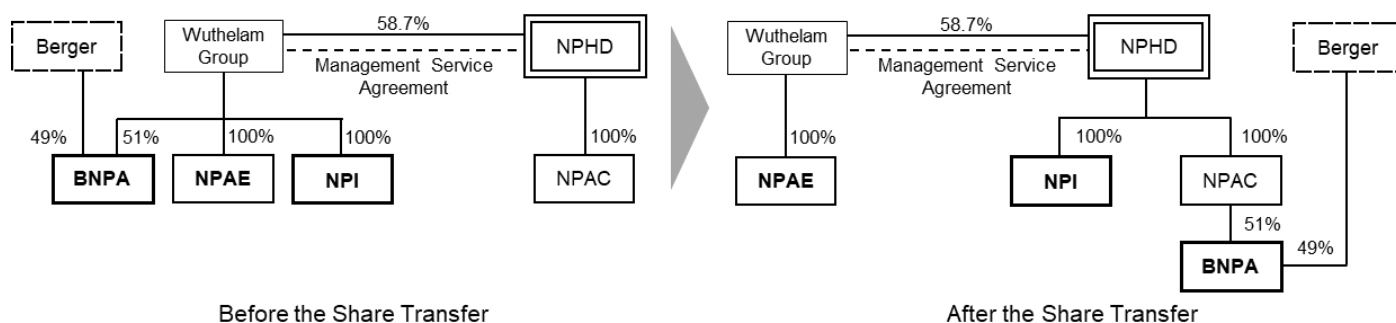 Berger
Wuthelam
Group
58.7%
Management Service
Agreement
NPHD
49%
51%
100%
100%
100%
BNPA
NPAE
NPI
NPAC
Before the Share Transfer
Wuthelam
Group
58.7%
Management Service
Agreement
NPHD
Berger
100%
100%
100%
NPAE
NPI
NPAC
51%
49%
BNPA
After the Share Transfer